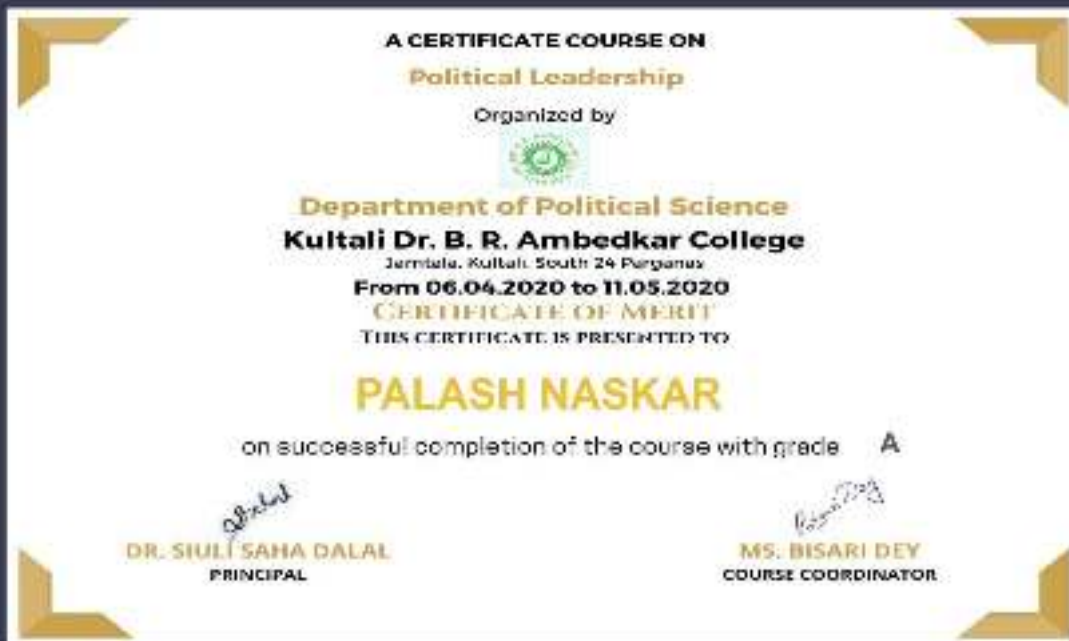 A CERTIFICATE COURSE ON
Political Leadership
Organized by
Department of Political Science
Kultali Dr. B. R. Ambedkar College
Jamtala, Kultali, South 24 Parganas
From 06.04.2020 to 11.05.2020
CERTIFICATE OF MERIT
THIS CERTIFICATE IS PRESENTED TO
PALASH NASKAR
on successful completion of the course with grade A
DR. SIULI SAHA DALAL
PRINCIPAL
MS. BISARI DEY
COURSE COORDINATOR